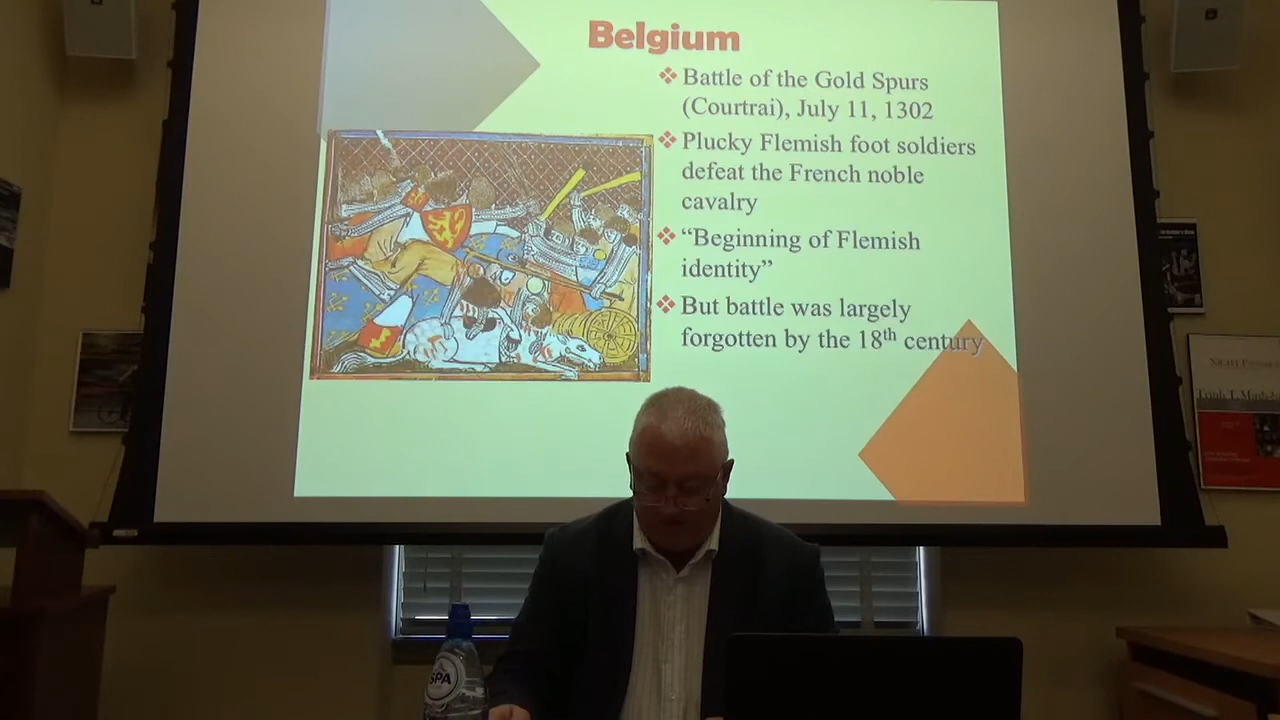 Belgium
❖ Battle of the Gold Spurs
(Courtrai), July 11, 1302
❖ Plucky Flemish foot soldiers
defeat the French noble
cavalry
❖ “Beginning of Flemish
identity”
❖ But battle was largely
forgotten by the 18th century
SPA